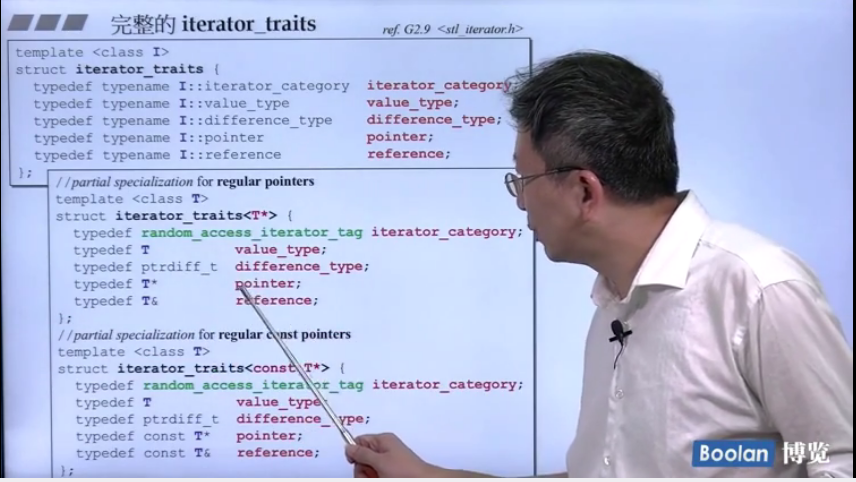 完整的 iterator_traits
ref. G2.9 <stl_iterator.h>
template <class I>
struct iterator_traits {
typedef typename I::iterator_category iterator_category;
typedef typename I::value_type value_type;
typedef typename I::difference_type difference_type;
typedef typename I::pointer pointer;
typedef typename I::reference reference;
};
//partial specialization for regular pointers
template <class T>
struct iterator_traits<T*> {
typedef random_access_iterator_tag iterator_category;
typedef T value_type;
typedef ptrdiff_t difference_type;
typedef T* pointer;
typedef T& reference;
};
//partial specialization for regular const pointers
template <class T>
struct iterator_traits<const T*> {
typedef random_access_iterator_tag iterator_category;
typedef T value_type;
typedef ptrdiff_t difference_type;
typedef const T* pointer;
typedef const T& reference;
};
Boolan 博览